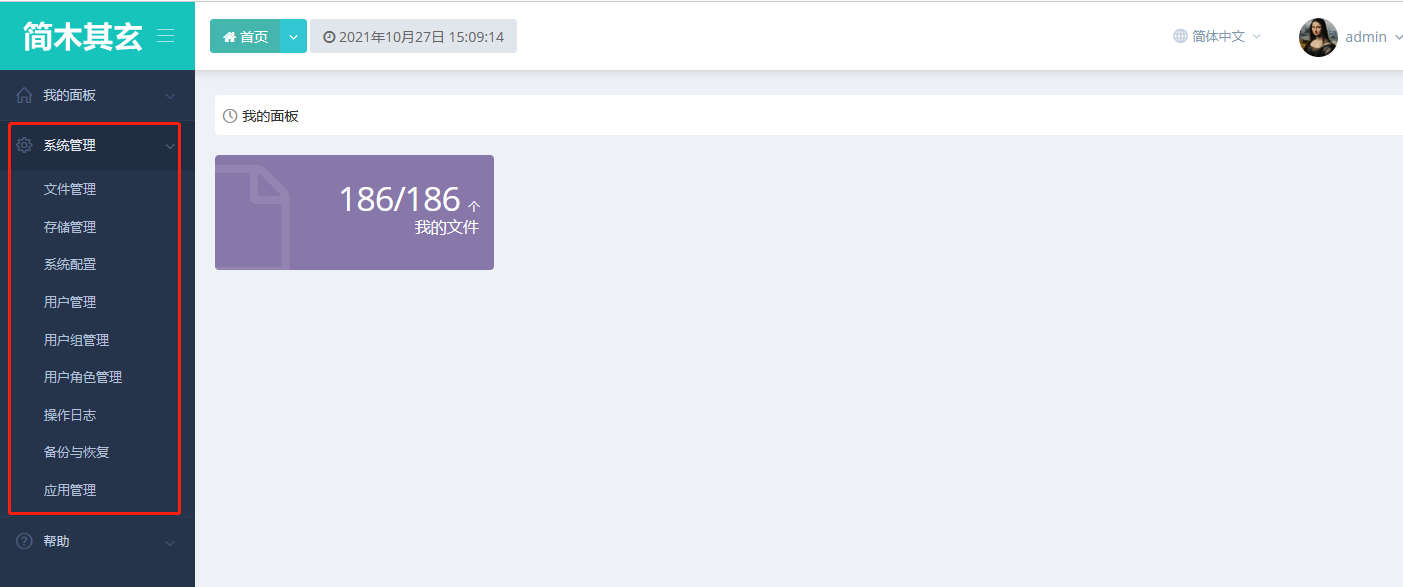 简木其玄
首页
2021年10月27日 15:09:14
简体中文
admin
我的面板
系统管理
文件管理
存储管理
系统配置
用户管理
用户组管理
用户角色管理
操作日志
备份与恢复
应用管理
帮助
我的面板
186/186 个
我的文件